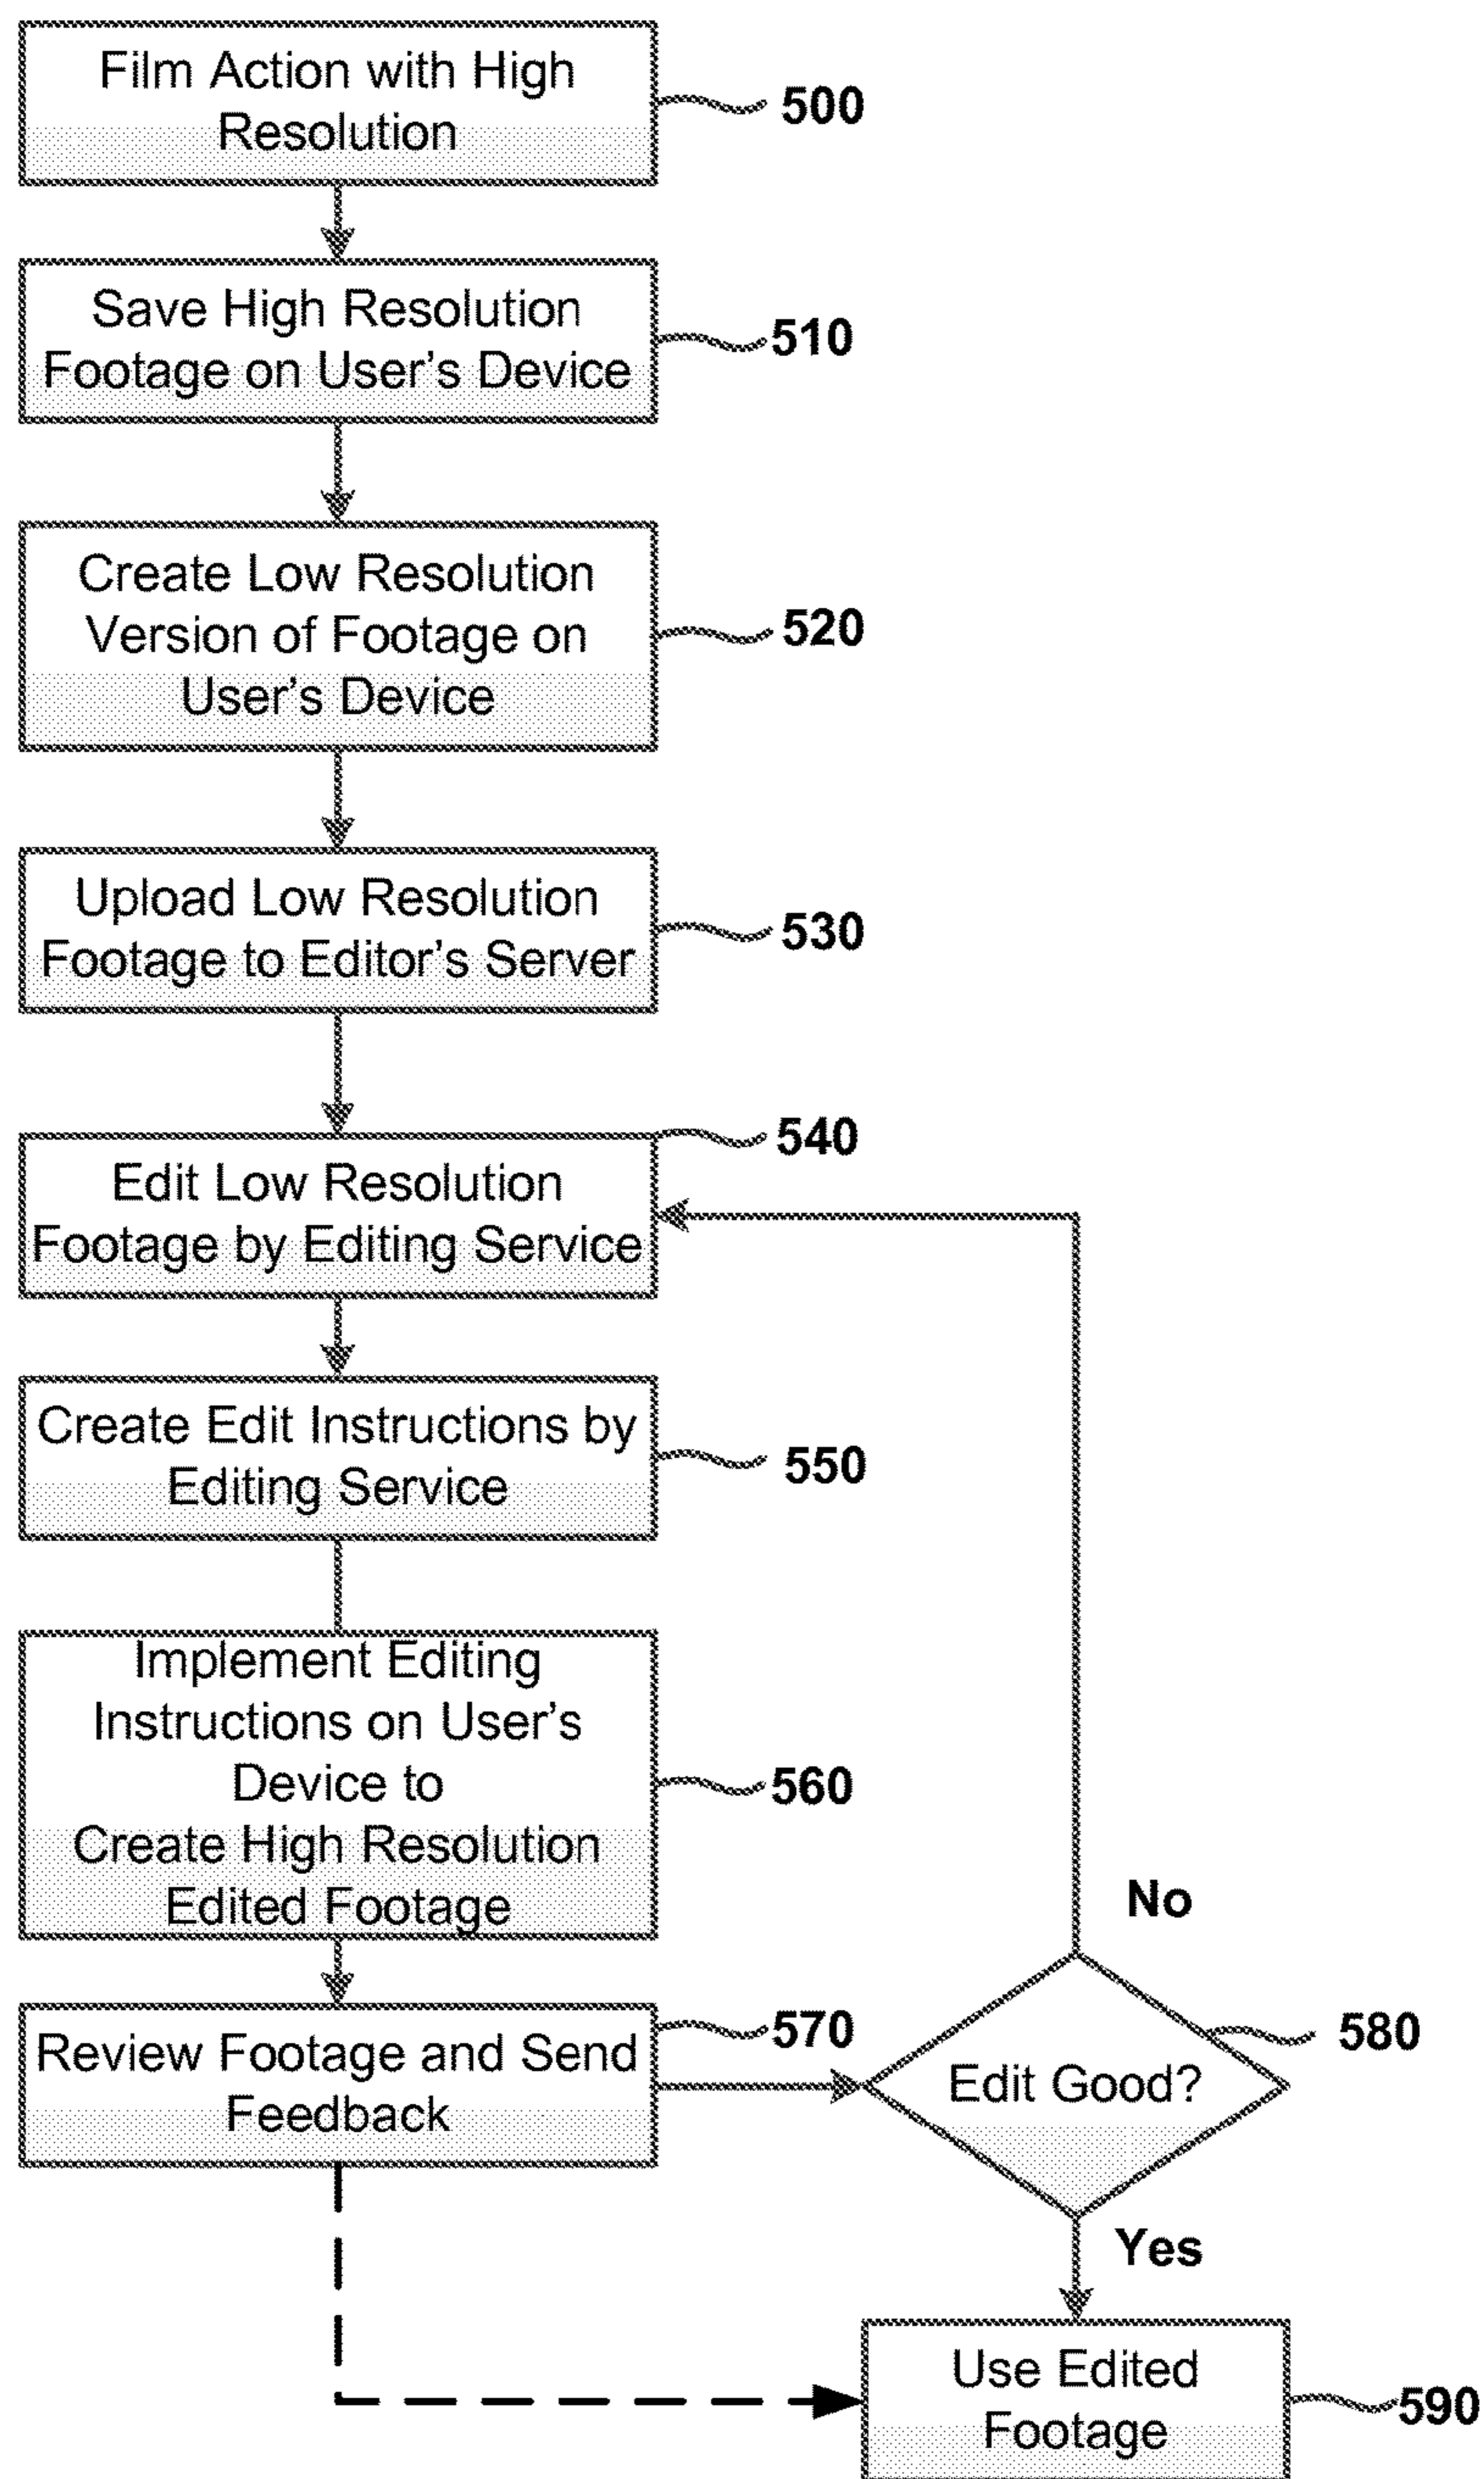 Film Action with High
Resolution
500
Save High Resolution
Footage on User's Device
510
Create Low Resolution
Version of Footage on
User's Device
520
Upload Low Resolution
Footage to Editor's Server
530
540
Edit Low Resolution
Footage by Editing Service
Create Edit Instructions by
Editing Service
550
Implement Editing
Instructions on User's
Device to
Create High Resolution
Edited Footage
560
No
Review Footage and Send
Feedback
570
Edit Good?
580
Yes
Use Edited
Footage
590